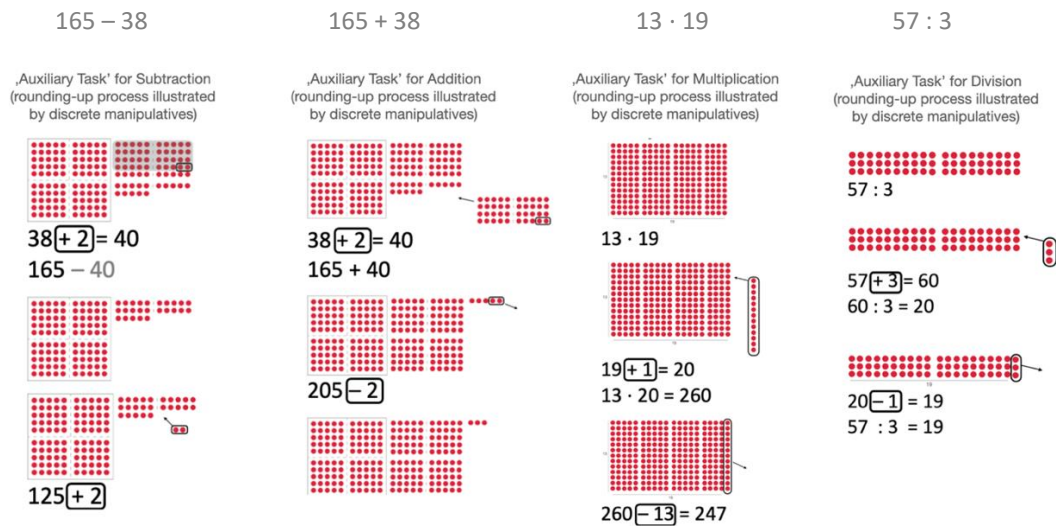 165 – 38
165 + 38
13 · 19
57 : 3
‚Auxiliary Task’ for Subtraction
(rounding-up process illustrated
by discrete manipulatives)
38 + 2 = 40
165 – 40
125 + 2
‚Auxiliary Task’ for Addition
(rounding-up process illustrated
by discrete manipulatives)
38 + 2 = 40
165 + 40
205 – 2
‚Auxiliary Task’ for Multiplication
(rounding-up process illustrated
by discrete manipulatives)
13 · 19
19 + 1 = 20
13 · 20 = 260
260 – 13 = 247
‚Auxiliary Task’ for Division
(rounding-up process illustrated
by discrete manipulatives)
57 : 3
57 + 3 = 60
60 : 3 = 20
19
20 – 1 = 19
57 : 3 = 19